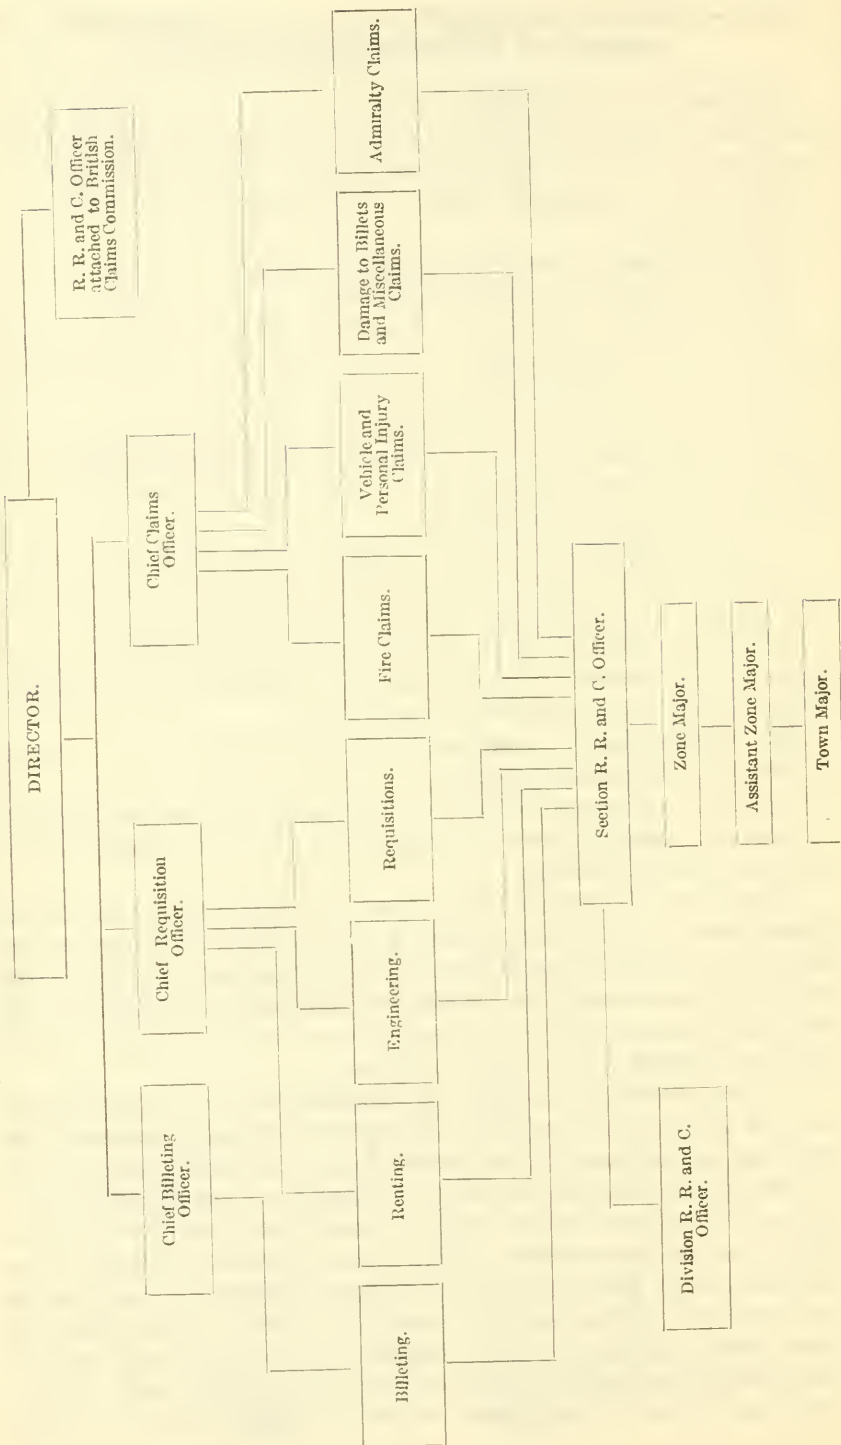 DIRECTOR.
R. R. and C. Officer
attached to British
Claims Commission.
Chief Billeting
Officer.
Chief Requisition
Officer.
Chief Claims
Officer.
Billeting.
Renting.
Engineering.
Requisitions.
Fire Claims.
Vehicle and
Personal Injury
Claims.
Damage to Billets
and Miscellaneous
Claims.
Admiralty Claims.
Section R. R. and C. Officer.
Division R. R. and C.
Officer.
Zone Major.
Assistant Zone Major.
Town Major.